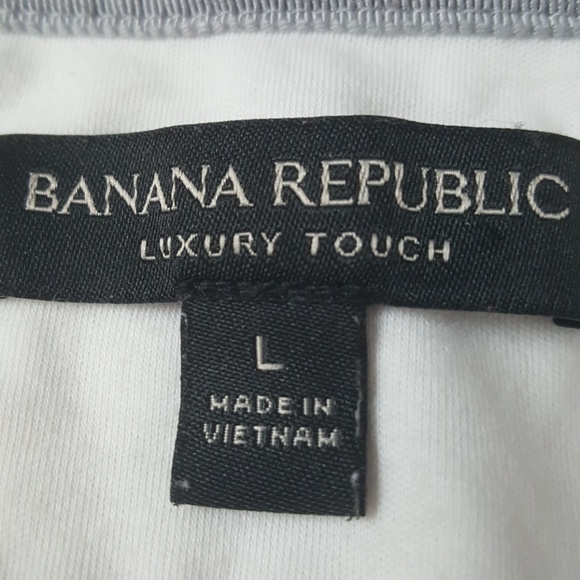 BANANA REPUBLIC
LUXURY TOUCH
L
MADE IN
VIETNAM